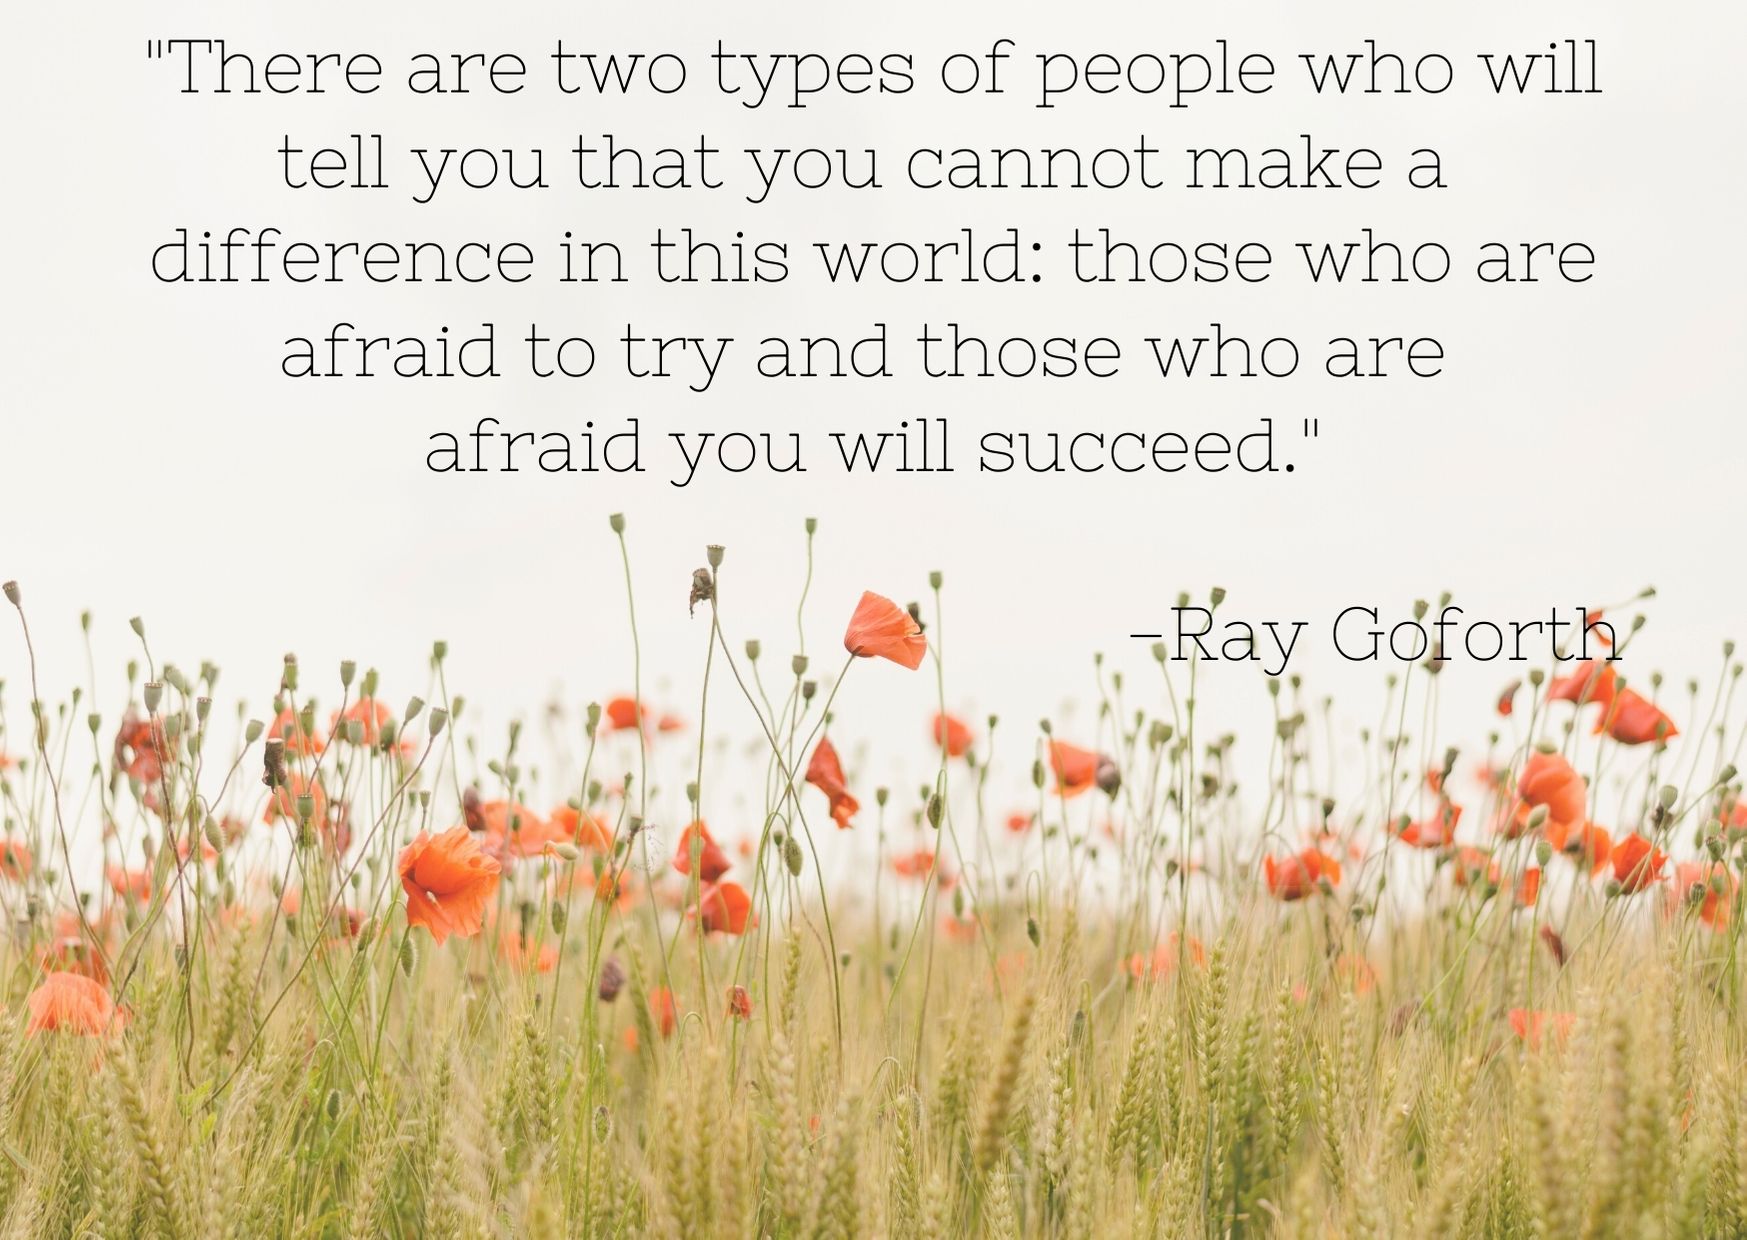 "There are two types of people who will
tell you that you cannot make a
difference in this world: those who are
afraid to try and those who are
afraid you will succeed."
-Ray Goforth